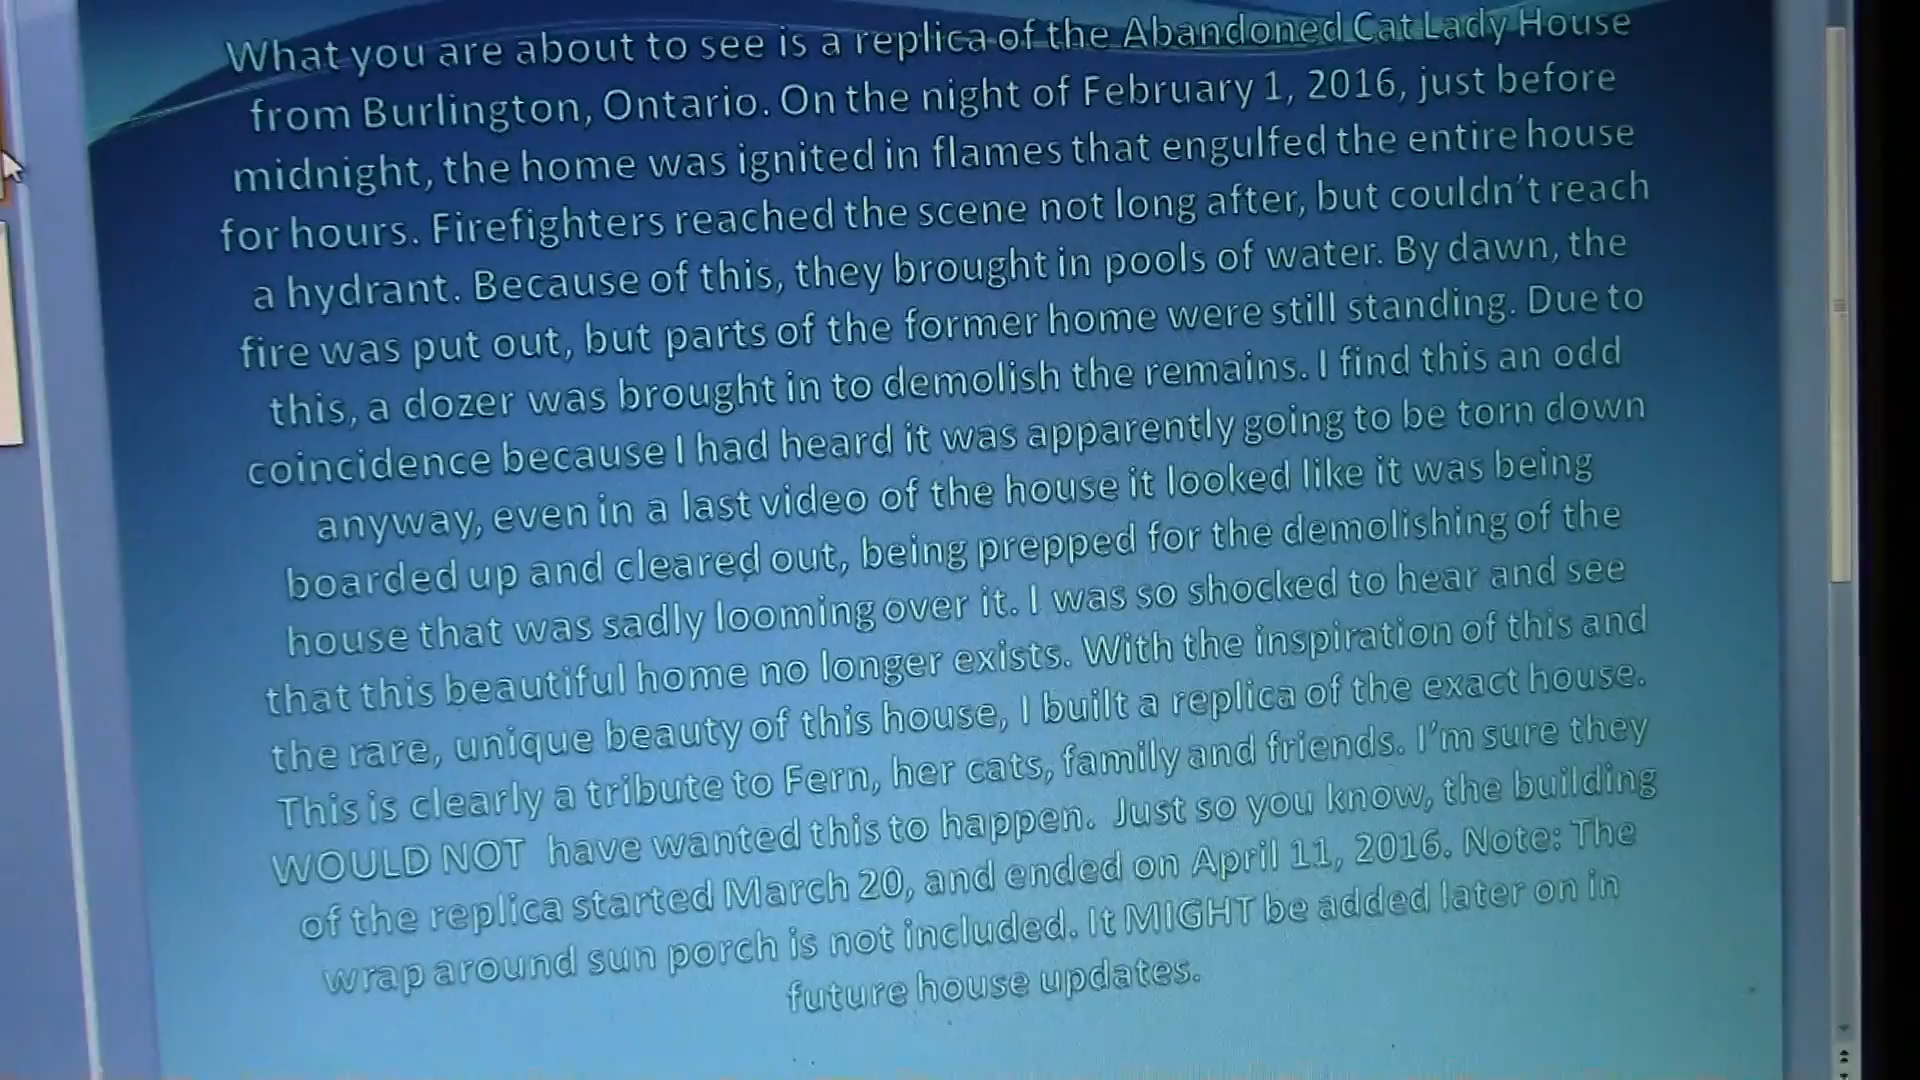 What you are about to see is a replica of the Abandoned Cat Lady House
from Burlington, Ontario. On the night of February 1, 2016, just before
midnight, the home was ignited in flames that engulfed the entire house
for hours. Firefighters reached the scene not long after, but couldn't reach
a hydrant. Because of this, they brought in pools of water. By dawn, the
fire was put out, but parts of the former home were still standing. Due to
this, a dozer was brought in to demolish the remains. I find this an odd
coincidence because I had heard it was apparently going to be torn down
anyway, even in a last video of the house it looked like it was being
boarded up and cleared out, being prepped for the demolishing of the
house that was sadly looming over it. I was so shocked to hear and see
that this beautiful home no longer exists. With the inspiration of this and
the rare, unique beauty of this house, I built a replica of the exact house.
This is clearly a tribute to Fern, her cats, family and friends. I'm sure they
WOULD NOT have wanted this to happen. Just so you know, the building
of the replica started March 20, and ended on April 11, 2016. Note: The
wrap around sun porch is not included. It MIGHT be added later on in
future house updates.